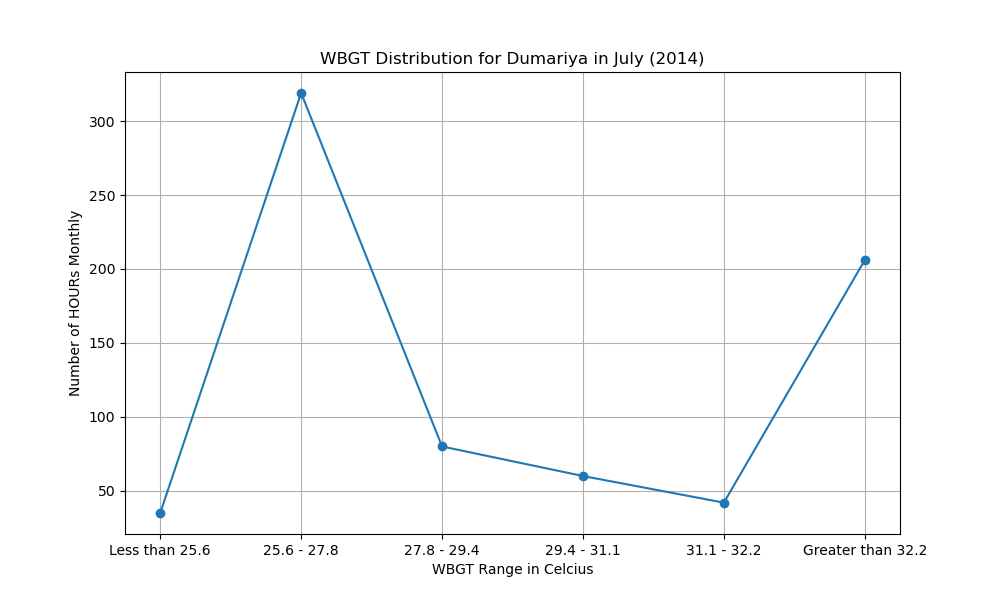 WBGT Distribution for Dumariya in July (2014)
Number of HOURs Monthly
300
250
200
150
100
50
Less than 25.6 25.6 - 27.8 27.8 - 29.4 29.4 - 31.1 31.1 - 32.2 Greater than 32.2
WBGT Range in Celcius